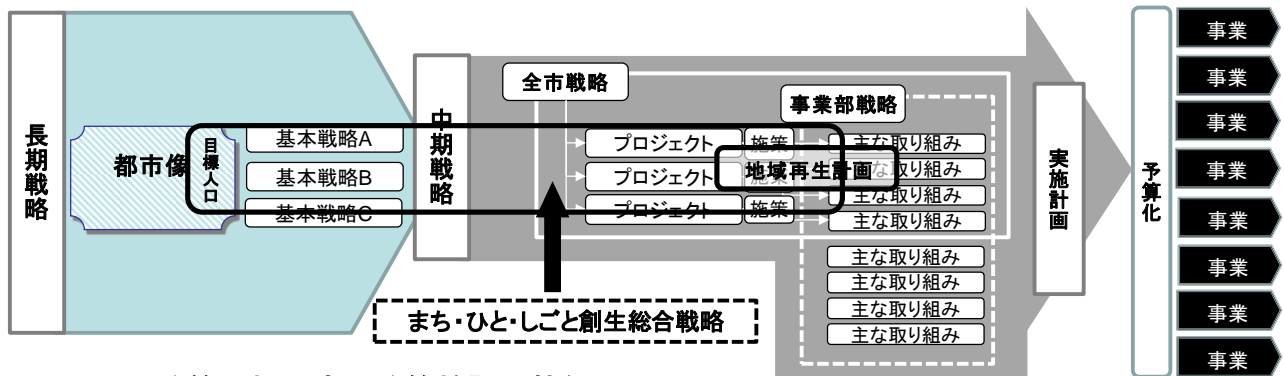 長期戦略
都市像
目標人口
基本戦略A
基本戦略B
基本戦略C
中期戦略
全市戦略
プロジェクト
施策
プロジェクト
施策
プロジェクト
施策
地域再生計画
事業部戦略
主な取り組み
主な取り組み
主な取り組み
主な取り組み
主な取り組み
主な取り組み
主な取り組み
主な取り組み
まち・ひと・しごと創生総合戦略
実施計画
予算化
事業
事業
事業
事業
事業
事業
事業
事業